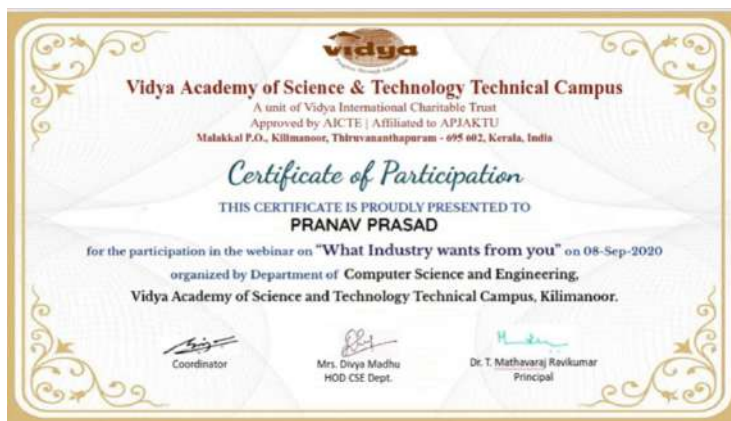 vidya
Vidya Academy of Science & Technology Technical Campus
A unit of Vidya International Charitable Trust
Approved by AICTE | Affiliated to APJAKTU
Malakkal P.O., Kilimanoor, Thiruvananthapuram - 695 602, Kerala, India
Certificate of Participation
THIS CERTIFICATE IS PROUDLY PRESENTED TO
PRANAV PRASAD
for the participation in the webinar on "What Industry wants from you" on 08-Sep-2020
organized by Department of Computer Science and Engineering,
Vidya Academy of Science and Technology Technical Campus, Kilimanoor.
Coordinator
Mrs. Divya Madhu
HOD CSE Dept.
Dr. T. Mathavaraj Ravikumar
Principal